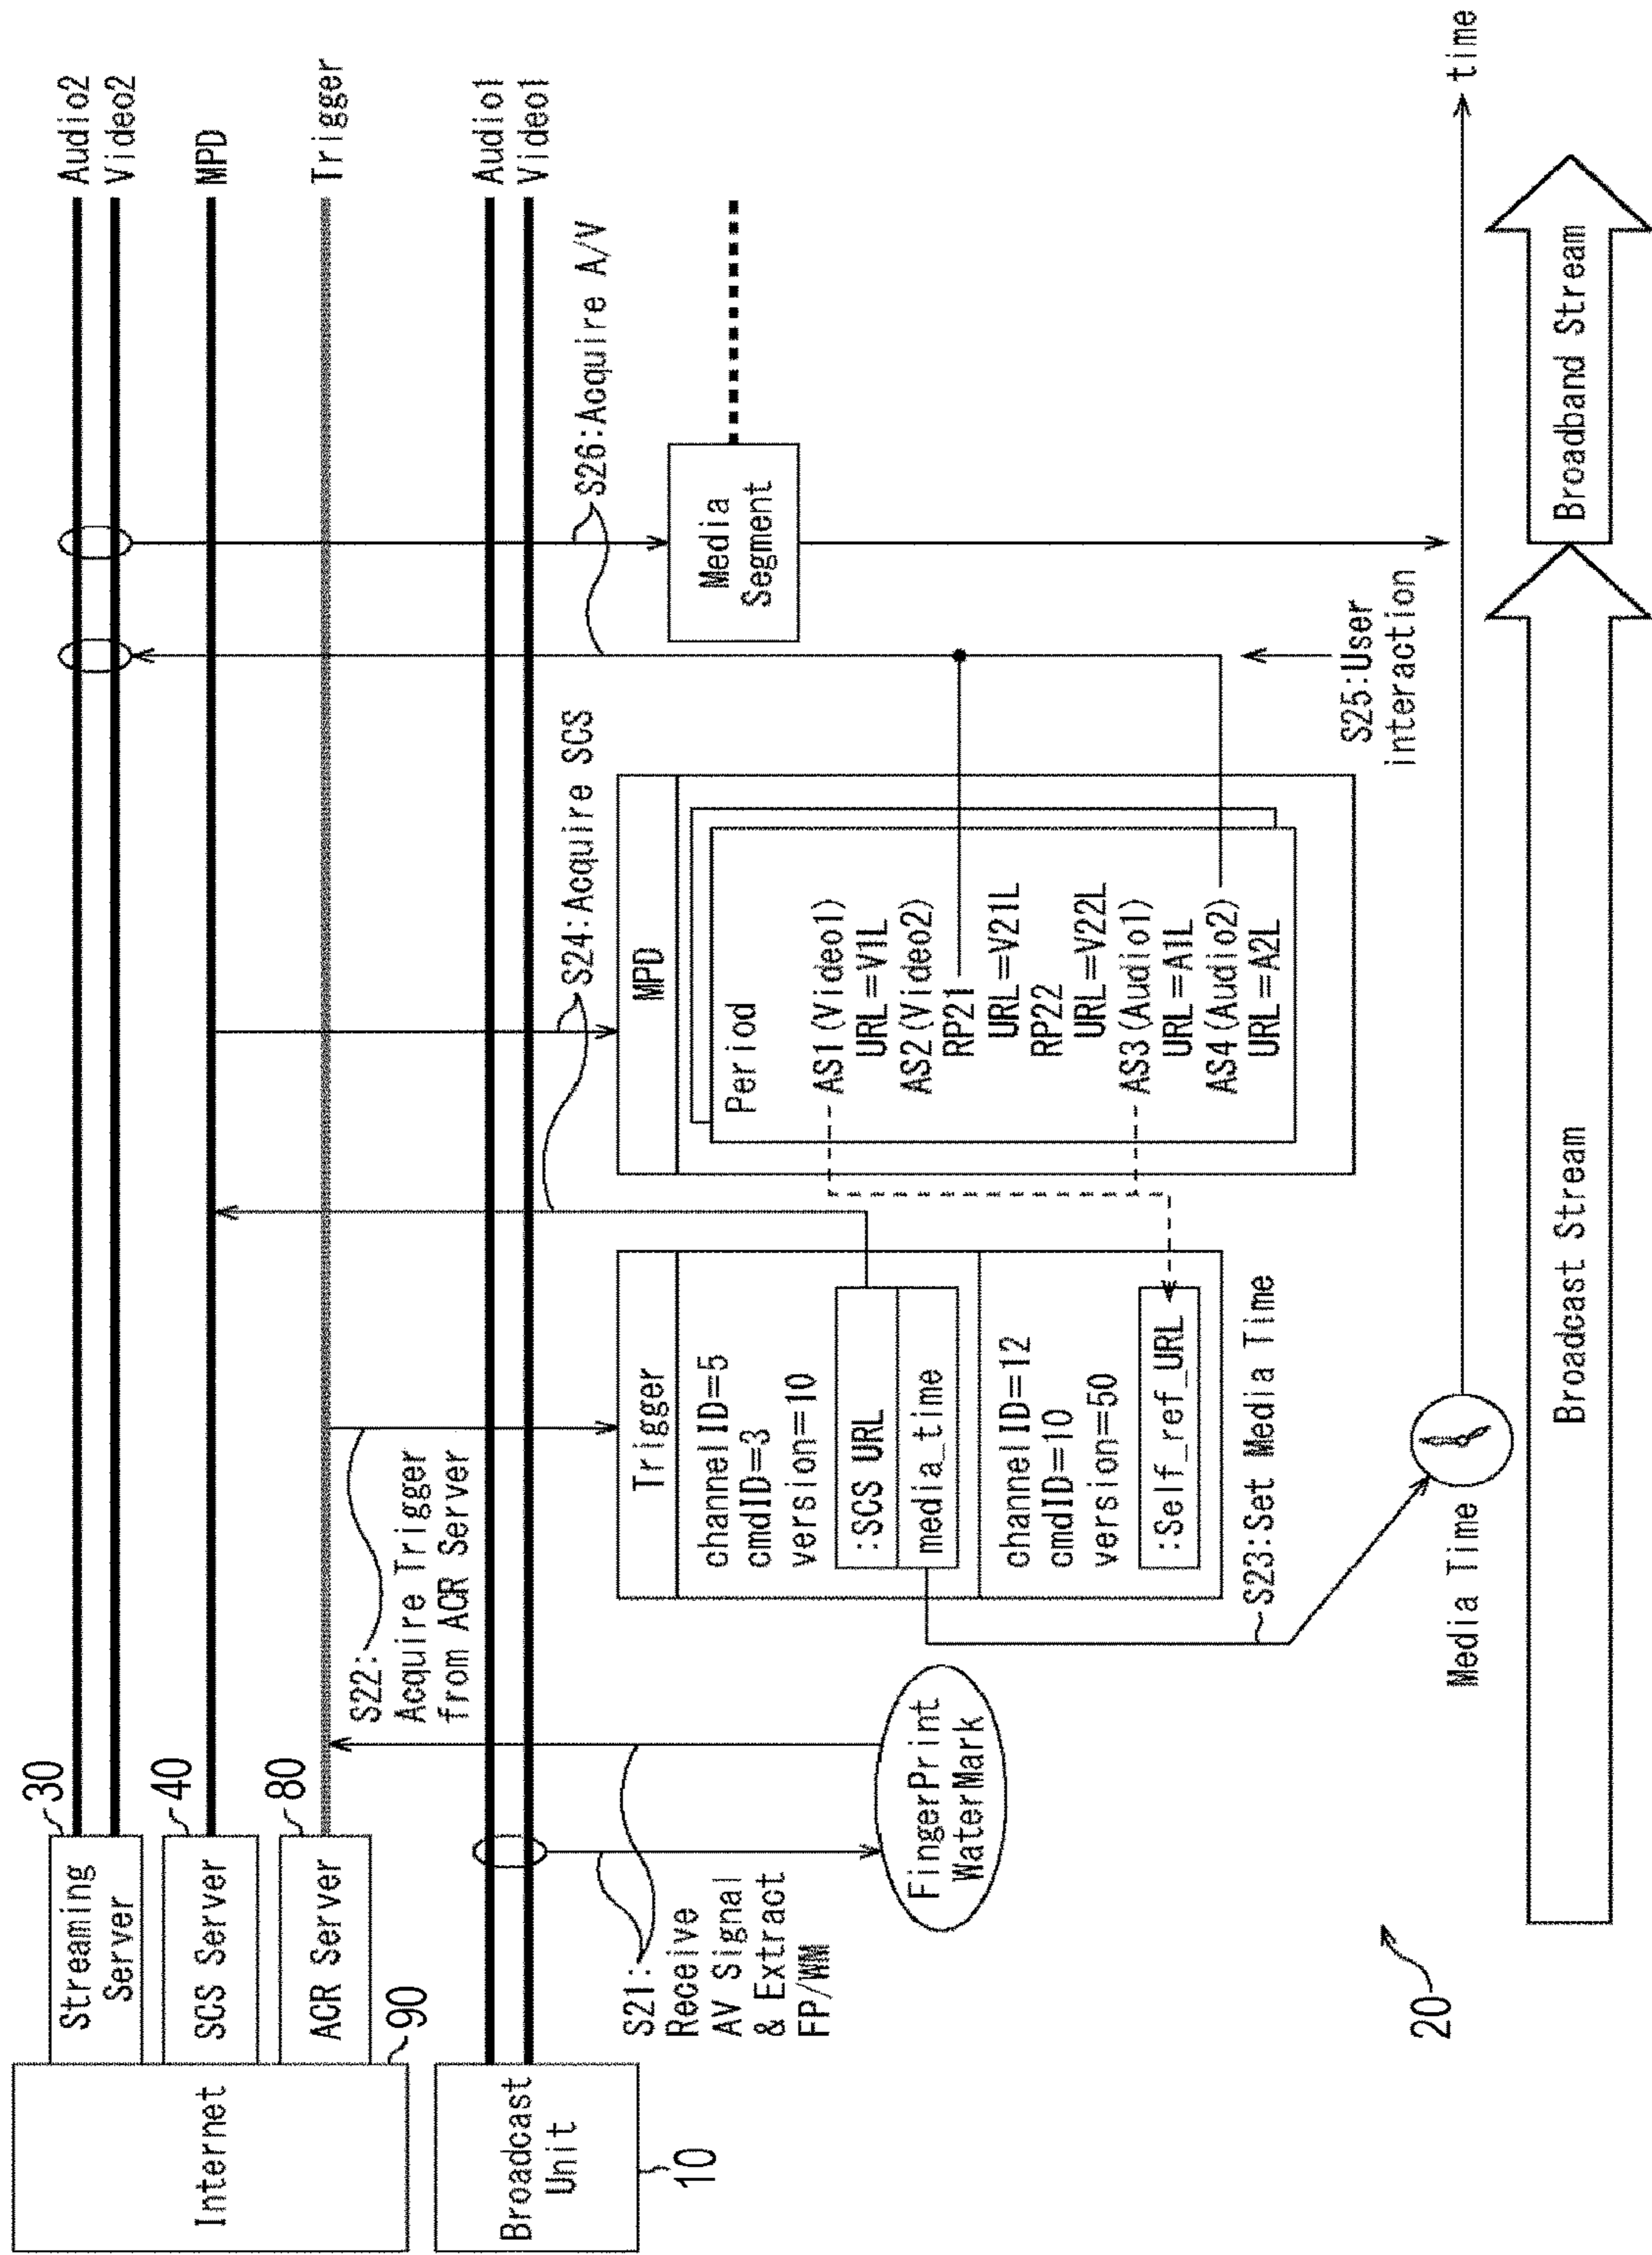 Internet
Streaming
Server
30
SCS Server
40
ACR Server
80
90
Audio2
Video2
MPD
Trigger
Broadcast
Unit
10
Audio1
Video1
S21:
Receive
AV Signal
& Extract
FP/WM
FingerPrint
WaterMark
S22:
Acquire Trigger
from ACR Server
Trigger
channelID=5
cmdID=3
version=10
:SCS URL
media_time
channelID=12
cmdID=10
version=50
:Self_ref_URL
S23:Set Media Time
S24:Acquire SCS
MPD
Period
AS1(Video1)
URL=V1L
AS2(Video2)
RP21
URL=V21L
RP22
URL=V22L
AS3(Audio1)
URL=A1L
AS4(Audio2)
URL=A2L
S25:User
interaction
S26:Acquire A/V
Media
Segment
20
Media Time
time
Broadcast Stream
Broadband Stream